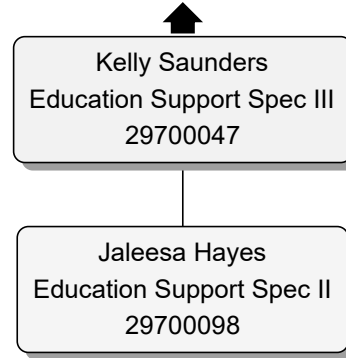 Kelly Saunders
Education Support Spec III
29700047
Jaleesa Hayes
Education Support Spec II
29700098